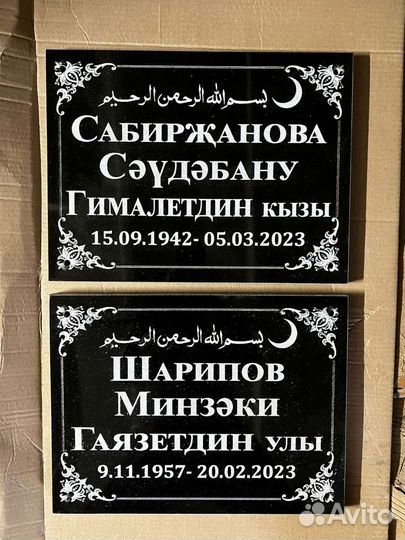 بسم الله الرحمن الرحيم
САБИРҖАНОВА
СӘҮДӘБАНУ
ГИМАЛЕТДИН КЫЗЫ
15.09.1942- 05.03.2023
بسم الله الرحمن الرحيم
ШАРИПОВ
МИНЗӘКИ
ГАЯЗЕТДИН УЛЫ
9.11.1957- 20.02.2023
Avito